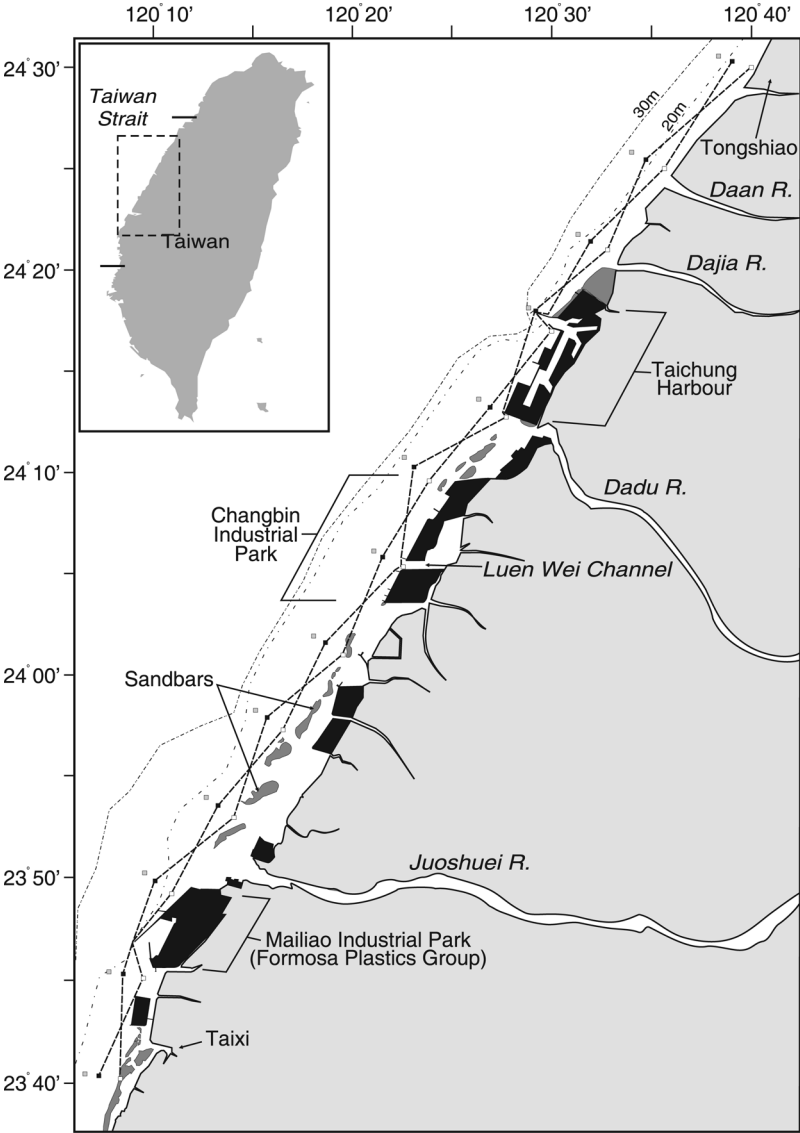 120˚10’ 120˚20’ 120˚30’ 120˚40’
24˚30’
Taiwan
Strait
Taiwan
30m
20m
Tongshiao
Daan R.
24˚20’
Dajia R.
Taichung
Harbour
24˚10’
Dadu R.
Changbin
Industrial
Park
Luen Wei Channel
24˚00’
Sandbars
23˚50’
Juoshuei R.
Mailiao Industrial Park
(Formosa Plastics Group)
Taixi
23˚40’